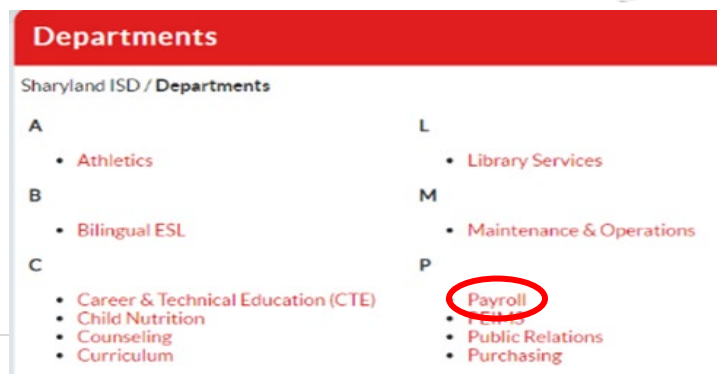 Departments
Sharyland ISD / Departments
A
• Athletics
B
• Bilingual ESL
C
• Career & Technical Education (CTE)
• Child Nutrition
• Counseling
• Curriculum
L
• Library Services
M
• Maintenance & Operations
P
Payroll
• PEIMS
• Public Relations
• Purchasing